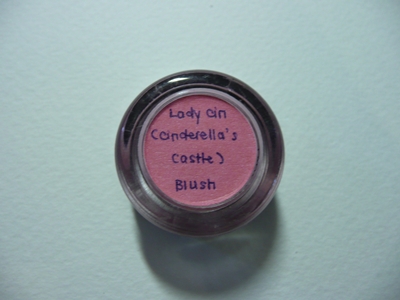 Lady Cin
(Cinderella's
Castle)
Blush